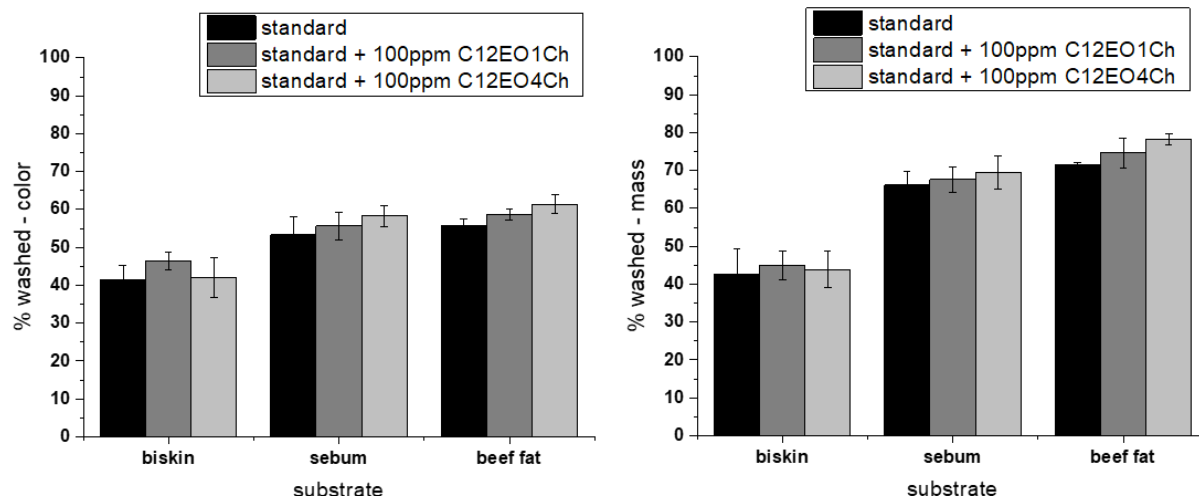 standard
standard + 100ppm C12EO1Ch
standard + 100ppm C12EO4Ch
100
90
80
70
60
50
40
30
20
10
0
% washed - color
biskin sebum beef fat
substrate
standard
standard + 100ppm C12EO1Ch
standard + 100ppm C12EO4Ch
100
90
80
70
60
50
40
30
20
10
0
% washed - mass
biskin sebum beef fat
substrate